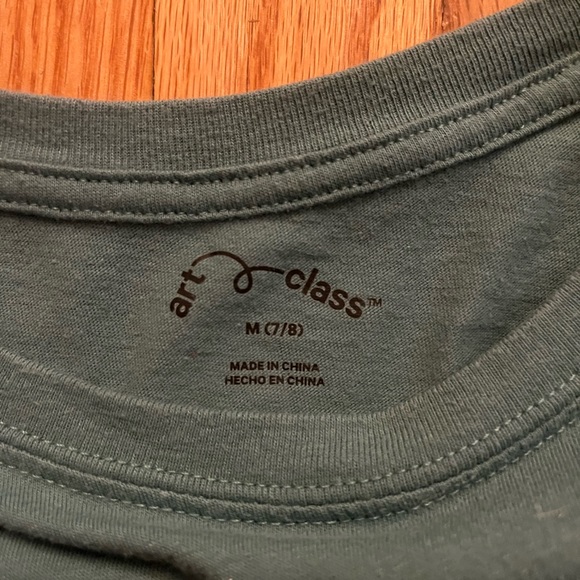 art class™
M (7/8)
MADE IN CHINA
HECHO EN CHINA